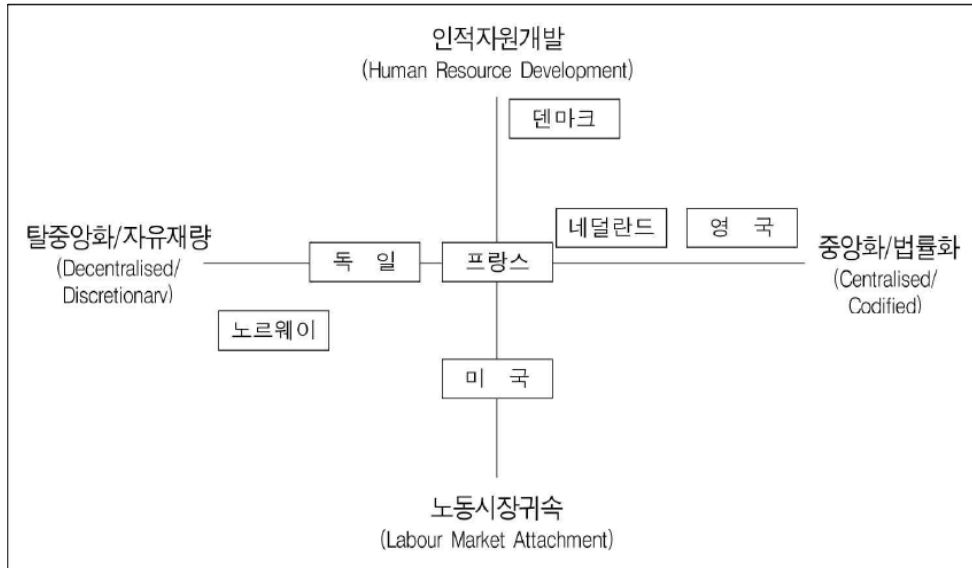 인적자원개발
(Human Resource Development)
덴마크
네덜란드
영 국
탈중앙화/자유재량
(Decentralised/
Discretionary)
독 일
프랑스
중앙화/법률화
(Centralised/
Codified)
노르웨이
미 국
노동시장귀속
(Labour Market Attachment)